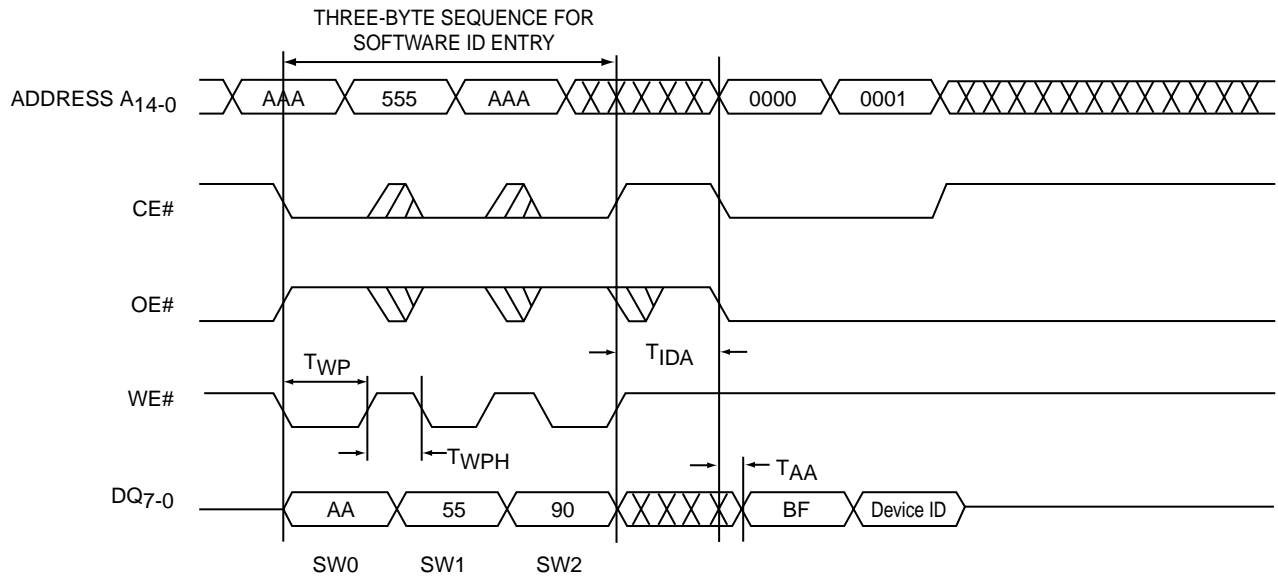 THREE-BYTE SEQUENCE FOR
SOFTWARE ID ENTRY
ADDRESS A14-0
AAA 555 AAA 0000 0001
CE#
OE#
TIDA
TWP
WE#
TWPH
TAA
DQ7-0
AA 55 90 BF Device ID
SW0 SW1 SW2